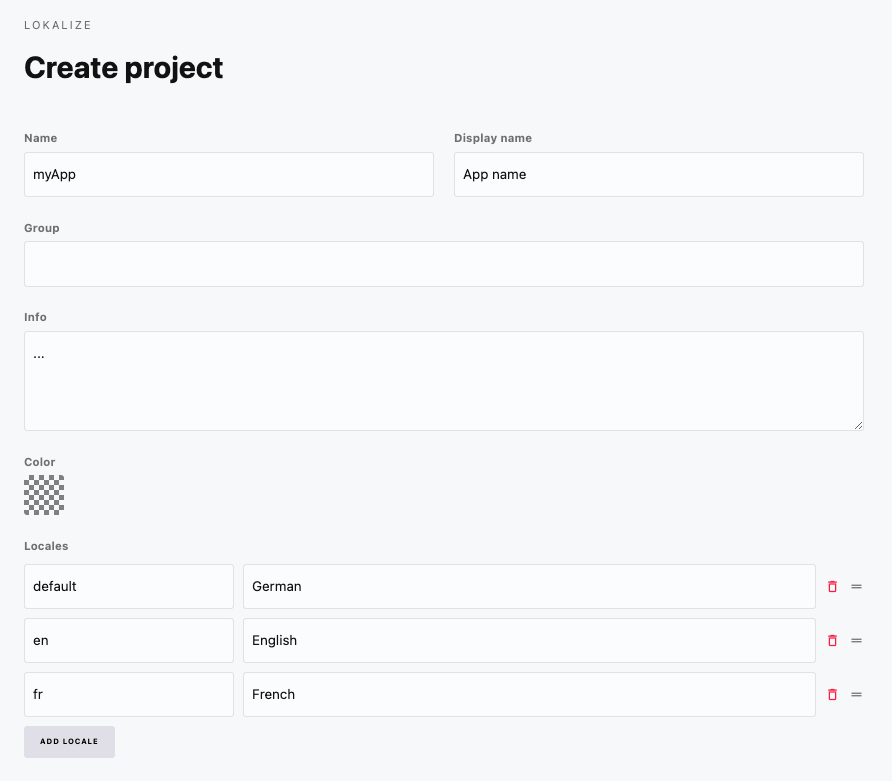 LOKALIZE
Create project
Name
Display name
myApp
App name
Group
Info
...
Color
Locales
default
German
en
English
fr
French
ADD LOCALE